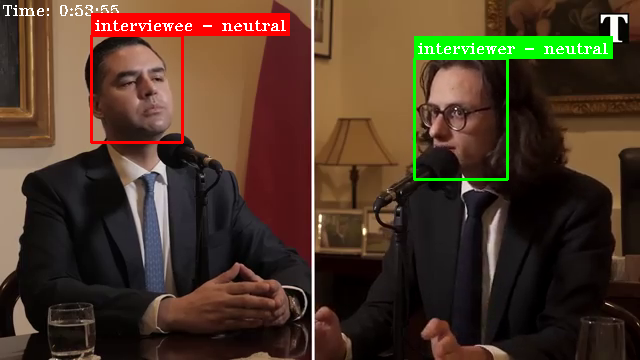 Time: 0:53:55
interviewee - neutral
interviewer - neutral
T